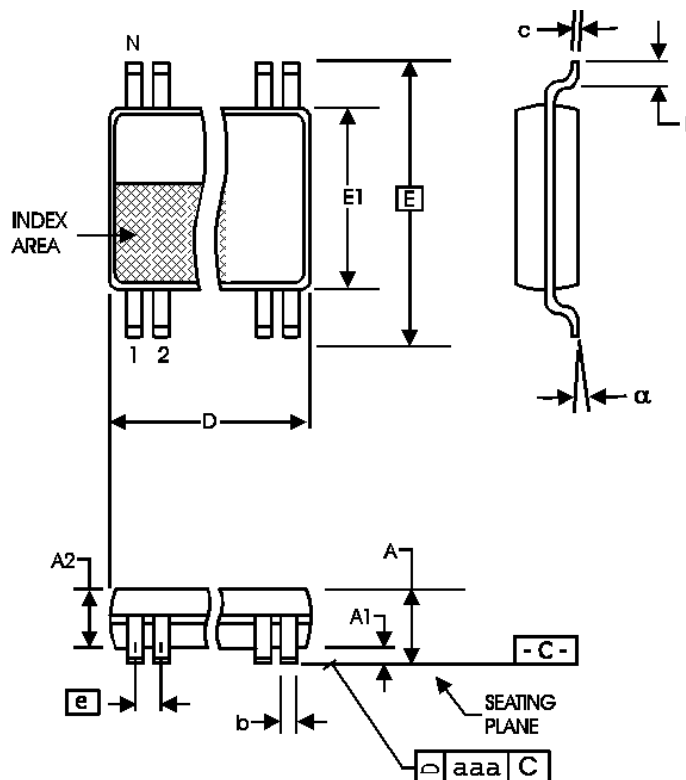 N
c
INDEX
AREA
E1
E
1 2
α
D
A2
A
A1
- C -
e
b
SEATING
PLANE
aaa C